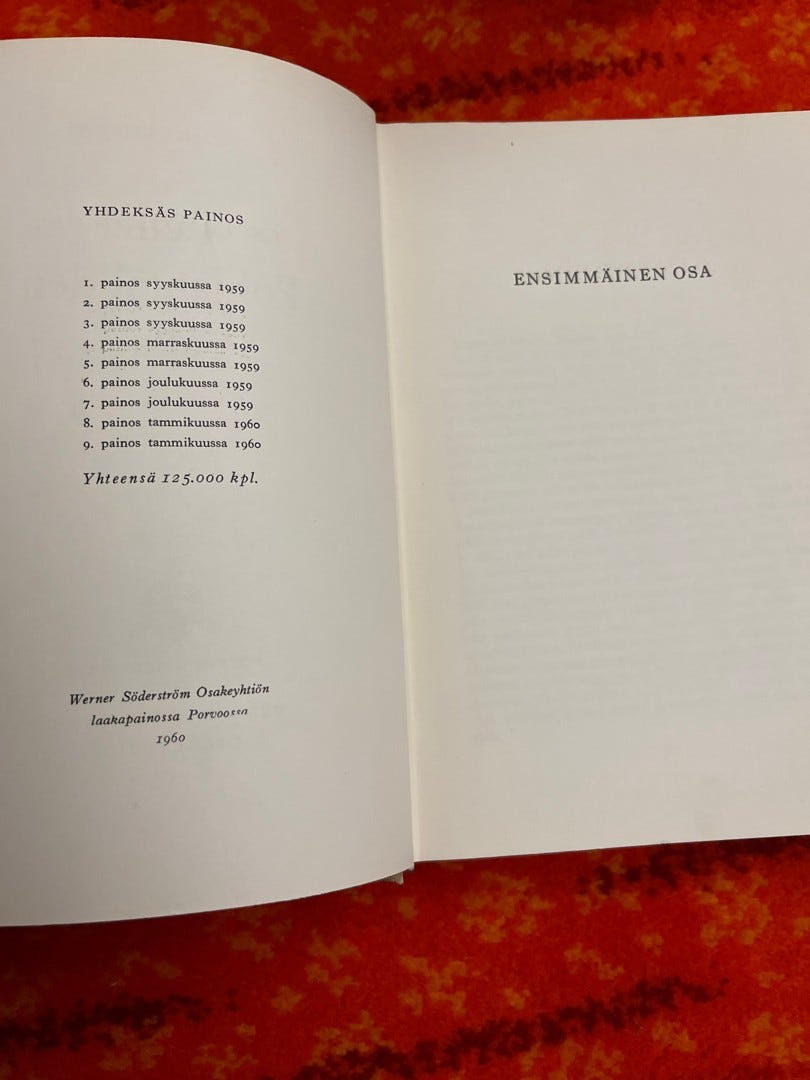 YHDEKSÄS PAINOS
1. painos syyskuussa 1959
2. painos syyskuussa 1959
3. painos syyskuussa 1959
4. painos marraskuussa 1959
5. painos marraskuussa 1959
6. painos joulukuussa 1959
7. painos joulukuussa 1959
8. painos tammikuussa 1960
9. painos tammikuussa 1960
Yhteensä 125.000 kpl.
Werner Söderström Osakeyhtiön
laakapainossa Porvoossa
1960
ENSIMMÄINEN OSA